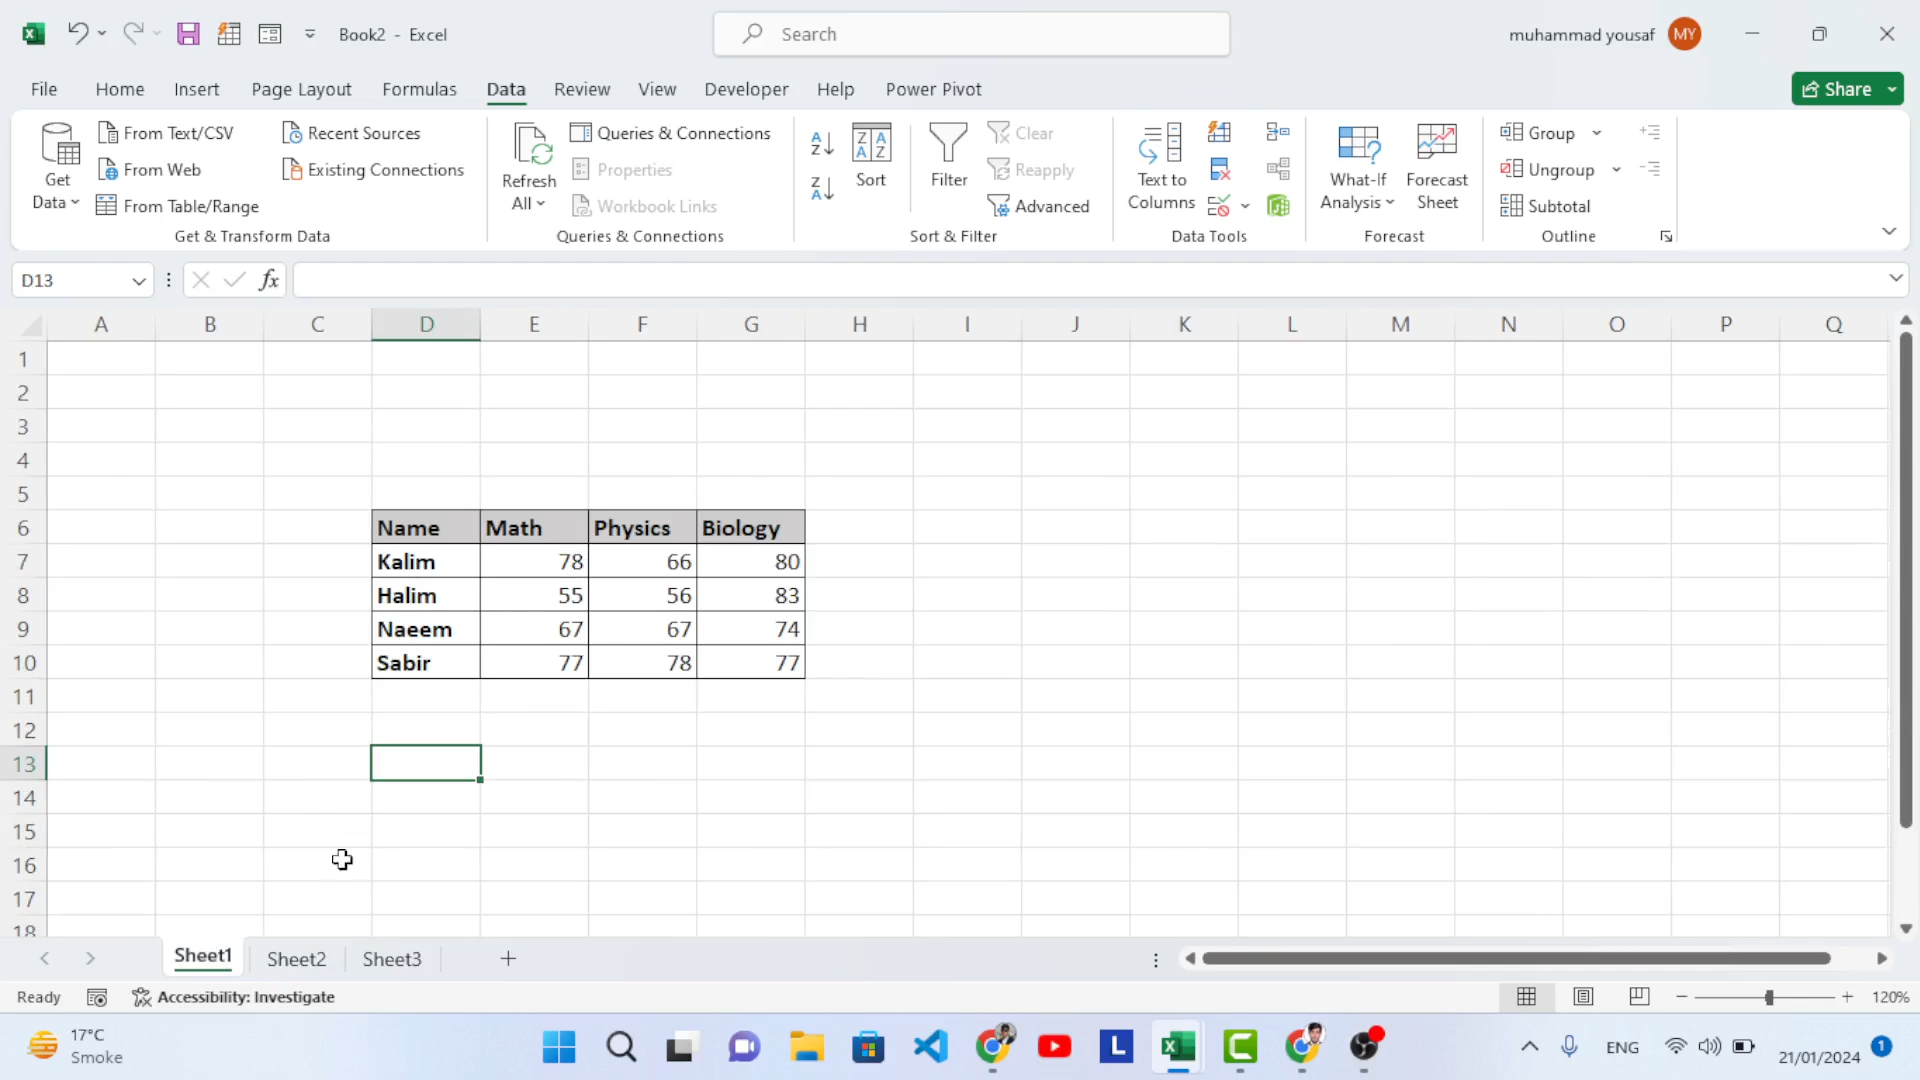 Book2 - Excel
Search
muhammad yousaf
MY
File Home Insert Page Layout Formulas Data Review View Developer Help Power Pivot
Share
Get Data
From Text/CSV
From Web
From Table/Range
Recent Sources
Existing Connections
Get & Transform Data
Refresh All
Queries & Connections
Properties
Workbook Links
Queries & Connections
Sort
Filter
Clear
Reapply
Advanced
Sort & Filter
Text to Columns
Data Tools
What-If Analysis
Forecast Sheet
Forecast
Group
Ungroup
Subtotal
Outline
D13
fx
A B C D E F G H I J K L M N O P Q
1
2
3
4
5
6 Name Math Physics Biology
7 Kalim 78 66 80
8 Halim 55 56 83
9 Naeem 67 67 74
10 Sabir 77 78 77
11
12
13
14
15
16
17
18
Sheet1 Sheet2 Sheet3
Ready
Accessibility: Investigate
120%
17°C
Smoke
L
ENG
21/01/2024
1